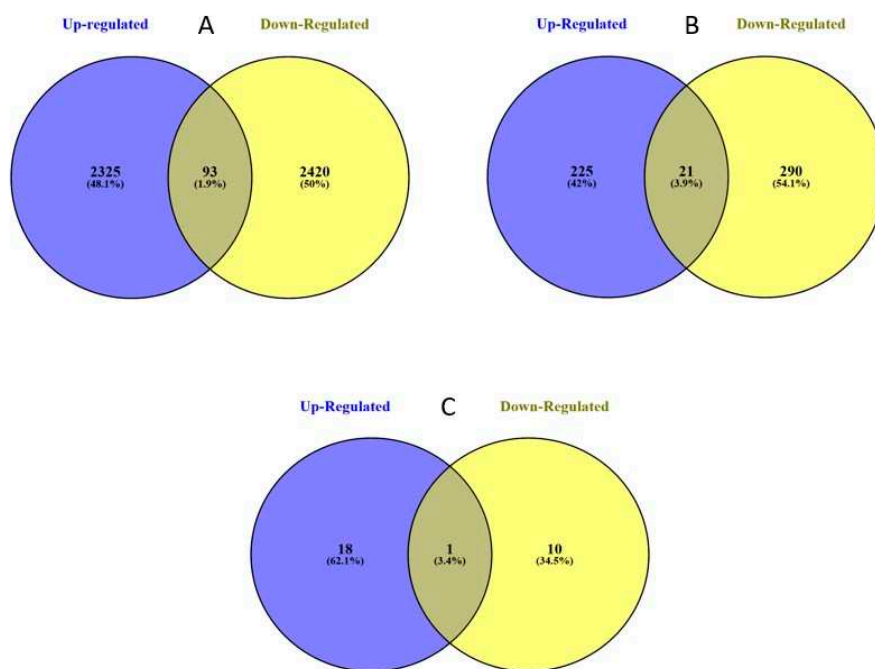 Up-regulated A Down-Regulated
2325 93 2420
(48.1%) (1.9%) (50%)
Up-Regulated B Down-Regulated
225 21 290
(42%) (3.9%) (54.1%)
Up-Regulated C Down-Regulated
18 1 10
(62.1%) (3.4%) (34.5%)